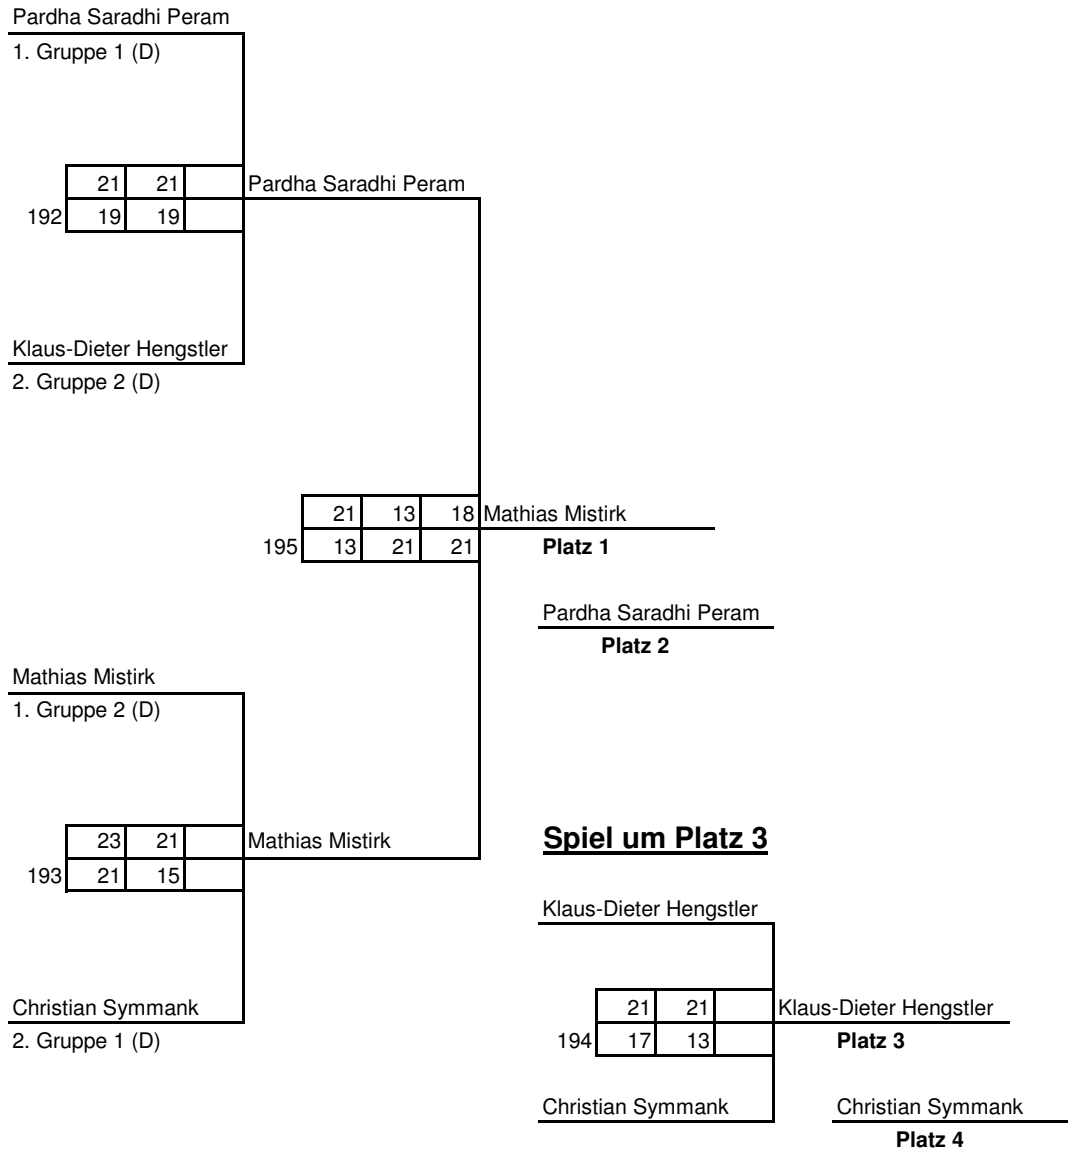 Pardha Saradhi Peram
1. Gruppe 1 (D)
21 21 Pardha Saradhi Peram
192 19 19
Klaus-Dieter Hengstler
2. Gruppe 2 (D)
21 13 18 Mathias Mistirk
195 13 21 21 Platz 1
Pardha Saradhi Peram
Platz 2
Mathias Mistirk
1. Gruppe 2 (D)
23 21 Mathias Mistirk
193 21 15
Christian Symmank
2. Gruppe 1 (D)
Spiel um Platz 3
Klaus-Dieter Hengstler
21 21 Klaus-Dieter Hengstler
194 17 13 Platz 3
Christian Symmank
Christian Symmank
Platz 4